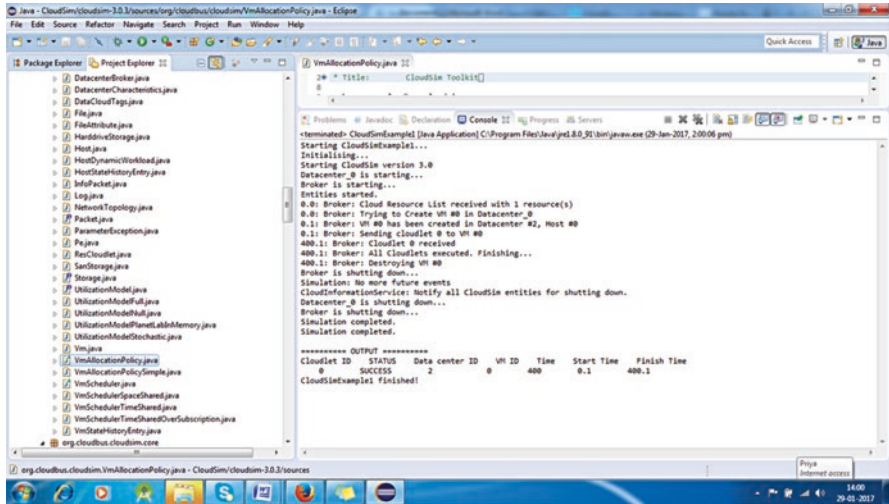 Java - CloudSim/cloudsim-3.0.3/sources/org/cloudbus/cloudsim/VmAllocationPolicy.java - Eclipse
File Edit Source Refactor Navigate Search Project Run Window Help
Quick Access
Java
Package Explorer Project Explorer
DatacenterBroker.java
DatacenterCharacteristics.java
DataCloudTags.java
File.java
FileAttribute.java
HarddriveStorage.java
Host.java
HostDynamicWorkload.java
HostStateHistoryEntry.java
InfoPacket.java
Log.java
NetworkTopology.java
Packet.java
ParameterException.java
Pe.java
ResCloudlet.java
SanStorage.java
Storage.java
UtilizationModel.java
UtilizationModelFull.java
UtilizationModelNull.java
UtilizationModelPlanetLabInMemory.java
UtilizationModelStochastic.java
Vm.java
VmAllocationPolicy.java
VmAllocationPolicySimple.java
VmScheduler.java
VmSchedulerSpaceShared.java
VmSchedulerTimeShared.java
VmSchedulerTimeSharedOverSubscription.java
VmStateHistoryEntry.java
org.cloudbus.cloudsim.core
VmAllocationPolicy.java
2 * Title: CloudSim Toolkit
8
Problems @ Javadoc Declaration Console Progress Servers
<terminated> CloudSimExample1 [Java Application] C:\Program Files\Java\jre1.8.0_91\bin\javaw.exe (29-Jan-2017, 2:00:06 pm)
Starting CloudSimExample1...
Initialising...
Starting CloudSim version 3.0
Datacenter_0 is starting...
Broker is starting...
Entities started.
0.0: Broker: Cloud Resource List received with 1 resource(s)
0.0: Broker: Trying to Create VM #0 in Datacenter_0
0.1: Broker: VM #0 has been created in Datacenter #2, Host #0
0.1: Broker: Sending cloudlet 0 to VM #0
400.1: Broker: Cloudlet 0 received
400.1: Broker: All Cloudlets executed. Finishing...
400.1: Broker: Destroying VM #0
Broker is shutting down...
Simulation: No more future events
CloudInformationService: Notify all CloudSim entities for shutting down.
Datacenter_0 is shutting down...
Broker is shutting down...
Simulation completed.
Simulation completed.
========== OUTPUT ==========
Cloudlet ID STATUS Data center ID VM ID Time Start Time Finish Time
0 SUCCESS 2 0 400 0.1 400.1
CloudSimExample1 finished!
org.cloudbus.cloudsim.VmAllocationPolicy.java - CloudSim/cloudsim-3.0.3/sources
Priya
Internet access
14:00
29-01-2017